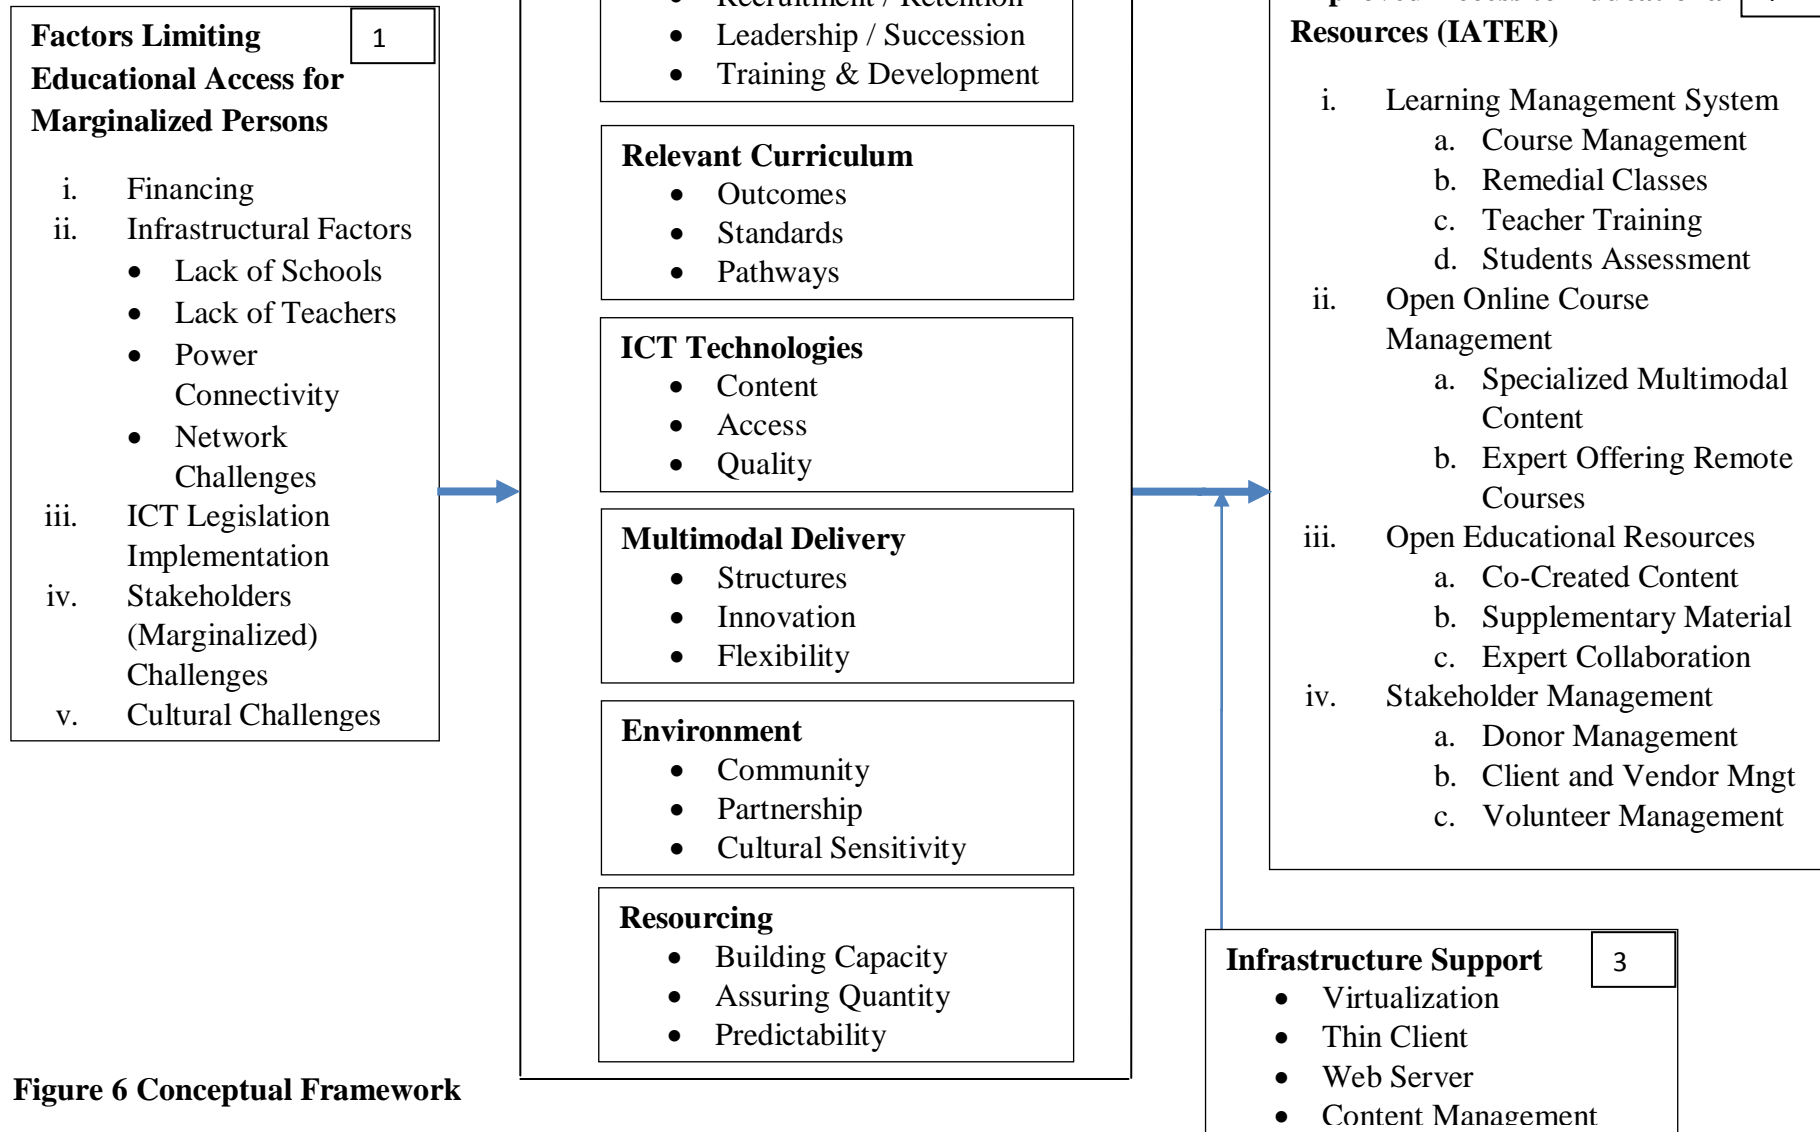 Factors Limiting
1
Educational Access for
Marginalized Persons
i. Financing
ii. Infrastructural Factors
• Lack of Schools
• Lack of Teachers
• Power
Connectivity
• Network
Challenges
iii. ICT Legislation
Implementation
iv. Stakeholders
(Marginalized)
Challenges
v. Cultural Challenges
• Recruitment / Retention
• Leadership / Succession
• Training & Development
Relevant Curriculum
• Outcomes
• Standards
• Pathways
ICT Technologies
• Content
• Access
• Quality
Multimodal Delivery
• Structures
• Innovation
• Flexibility
Environment
• Community
• Partnership
• Cultural Sensitivity
Resourcing
• Building Capacity
• Assuring Quantity
• Predictability
Resources (IATER)
i. Learning Management System
a. Course Management
b. Remedial Classes
c. Teacher Training
d. Students Assessment
ii. Open Online Course
Management
a. Specialized Multimodal
Content
b. Expert Offering Remote
Courses
iii. Open Educational Resources
a. Co-Created Content
b. Supplementary Material
c. Expert Collaboration
iv. Stakeholder Management
a. Donor Management
b. Client and Vendor Mngt
c. Volunteer Management
Infrastructure Support
3
• Virtualization
• Thin Client
• Web Server
• Content Management
Figure 6 Conceptual Framework